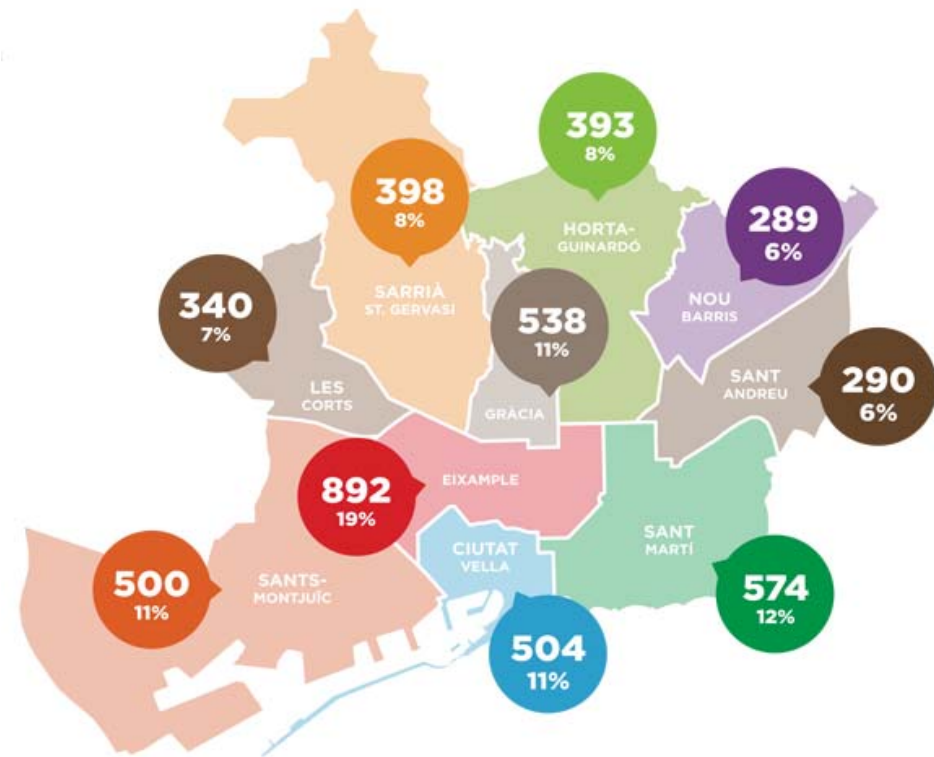 393
8%
398
8%
289
6%
HORTA-
GUINARDÓ
SARRIÀ
ST. GERVASI
NOU
BARRIS
340
7%
538
11%
LES
CORTS
GRÀCIA
SANT
ANDREU
290
6%
892
19%
EIXAMPLE
SANT
MARTÍ
CIUTAT
VELLA
500
11%
SANTS-
MONTJUÏC
574
12%
504
11%